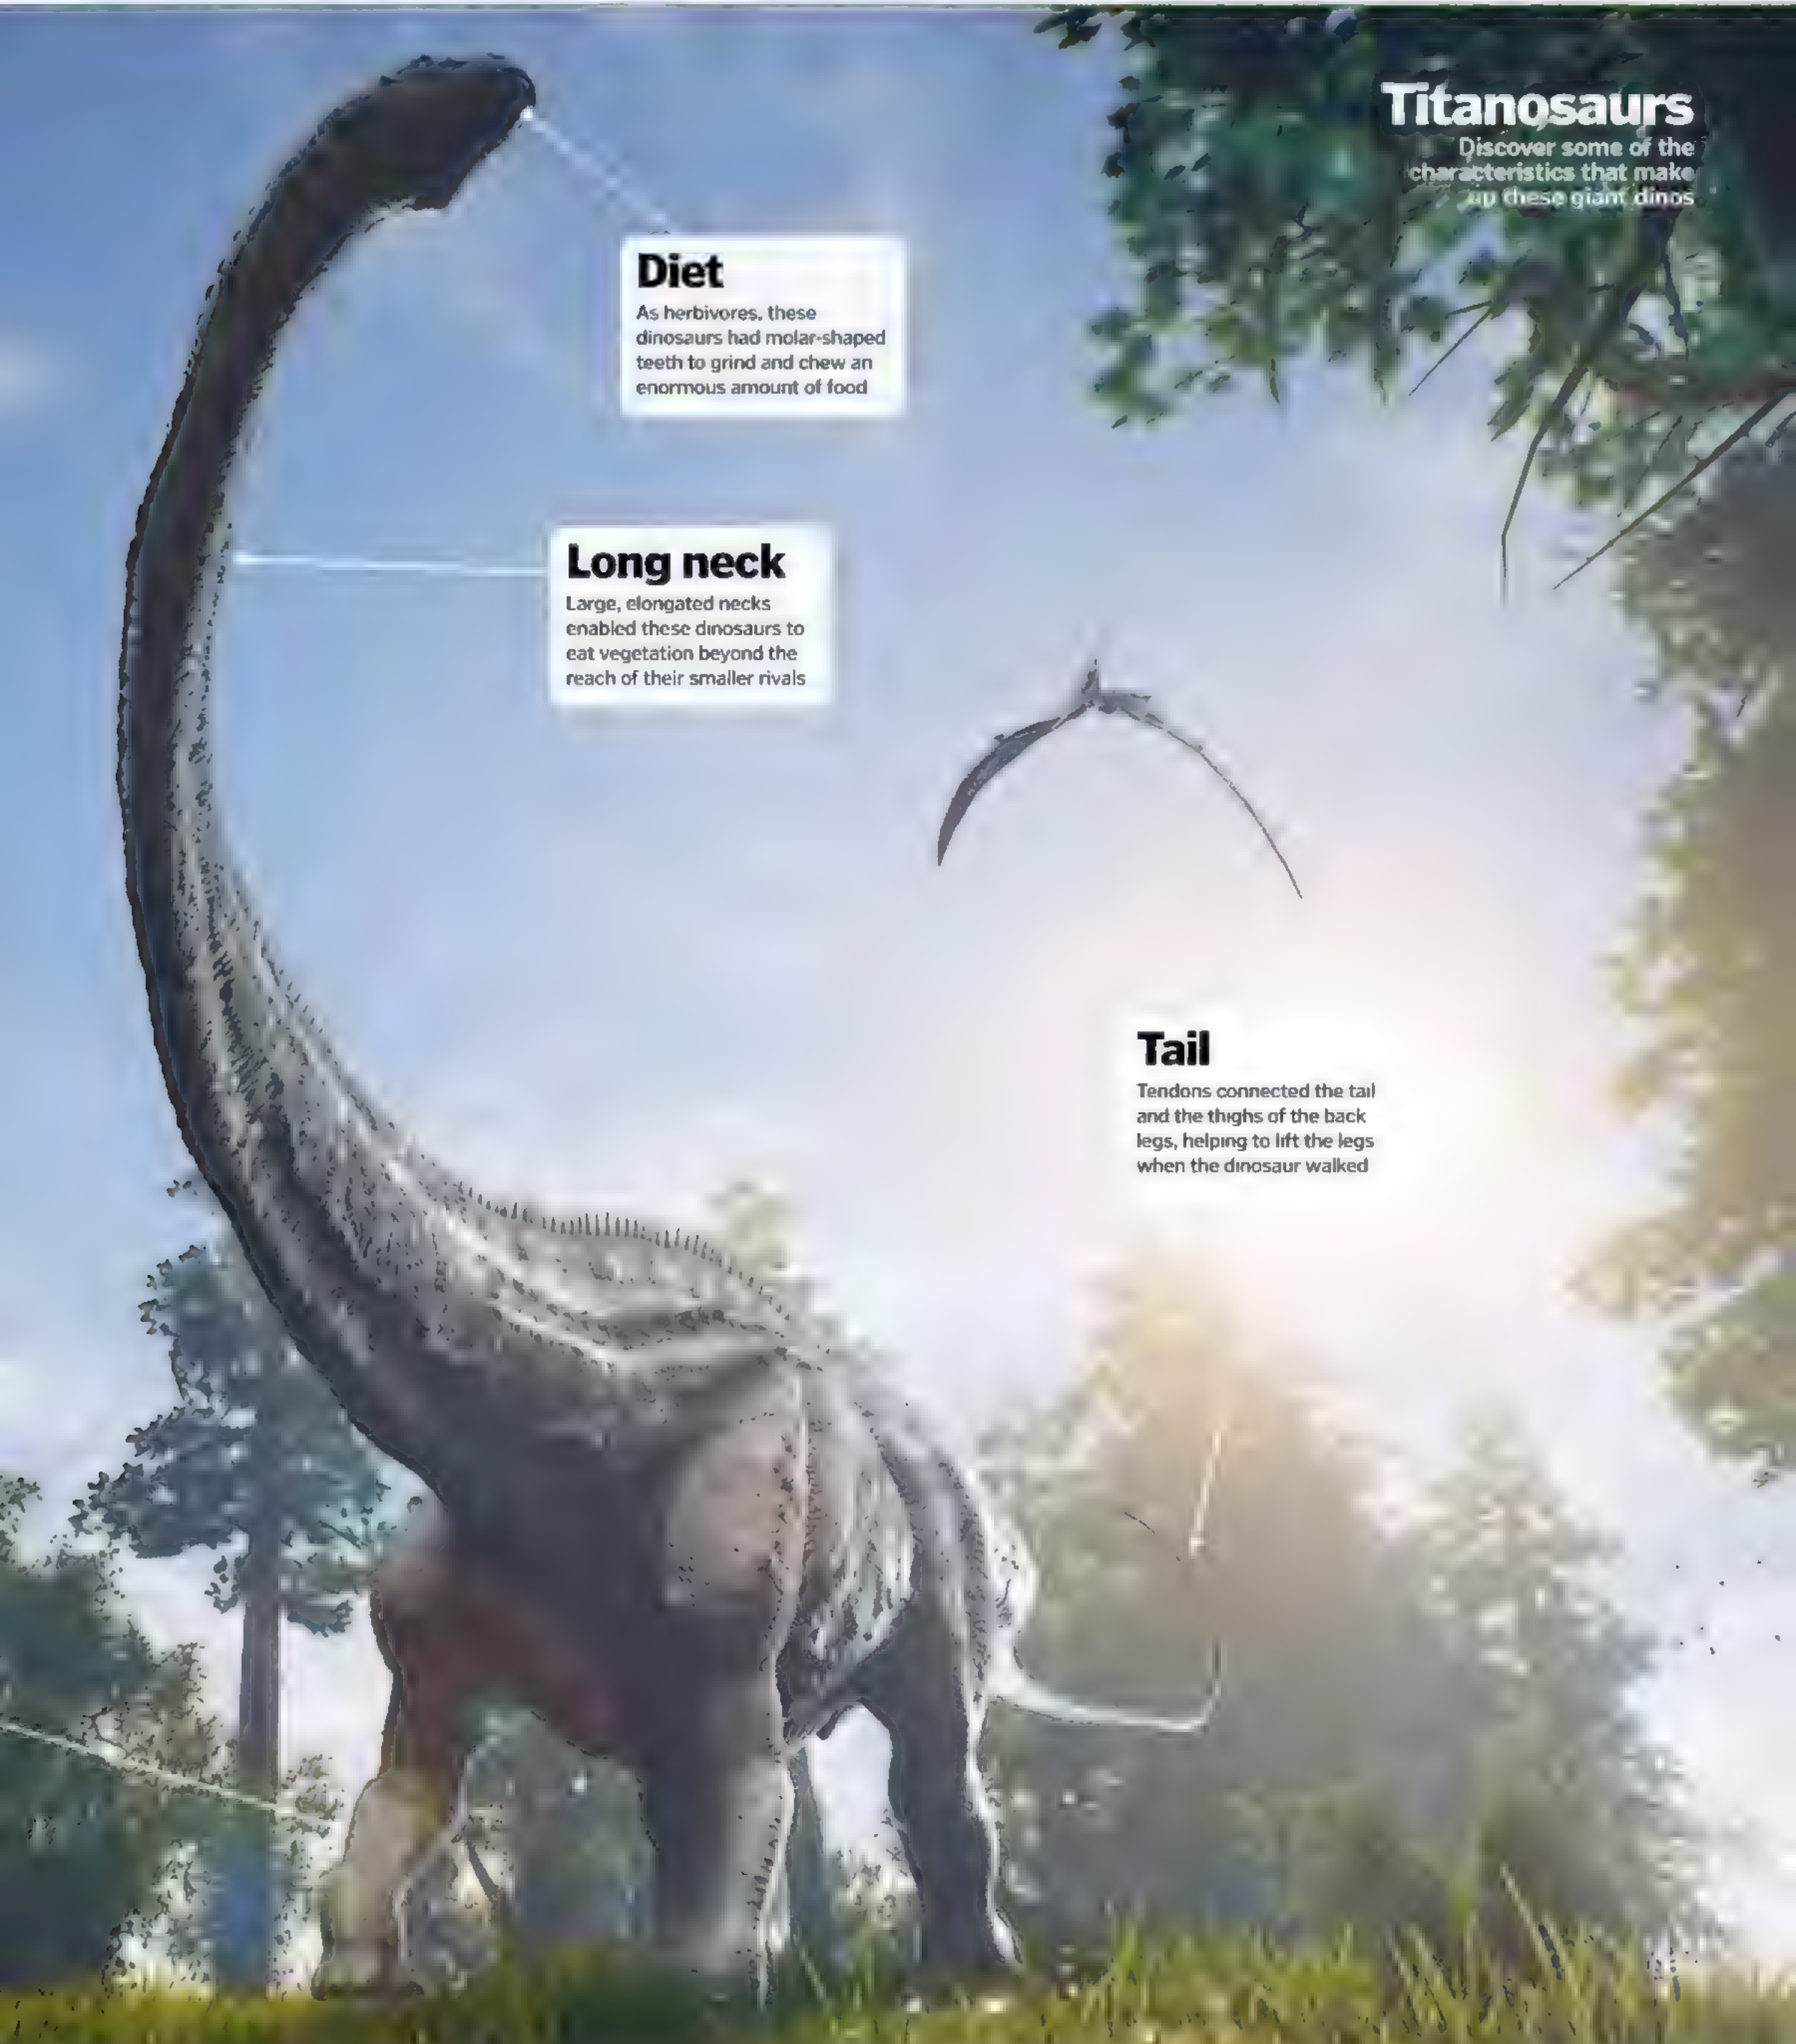 Titanosaurs
Discover some of the
characteristics that make
up these giant dinos
Diet
As herbivores, these
dinosaurs had molar-shaped
teeth to grind and chew an
enormous amount of food
Long neck
Large, elongated necks
enabled these dinosaurs to
eat vegetation beyond the
reach of their smaller rivals
Tail
Tendons connected the tail
and the thighs of the back
legs, helping to lift the legs
when the dinosaur walked